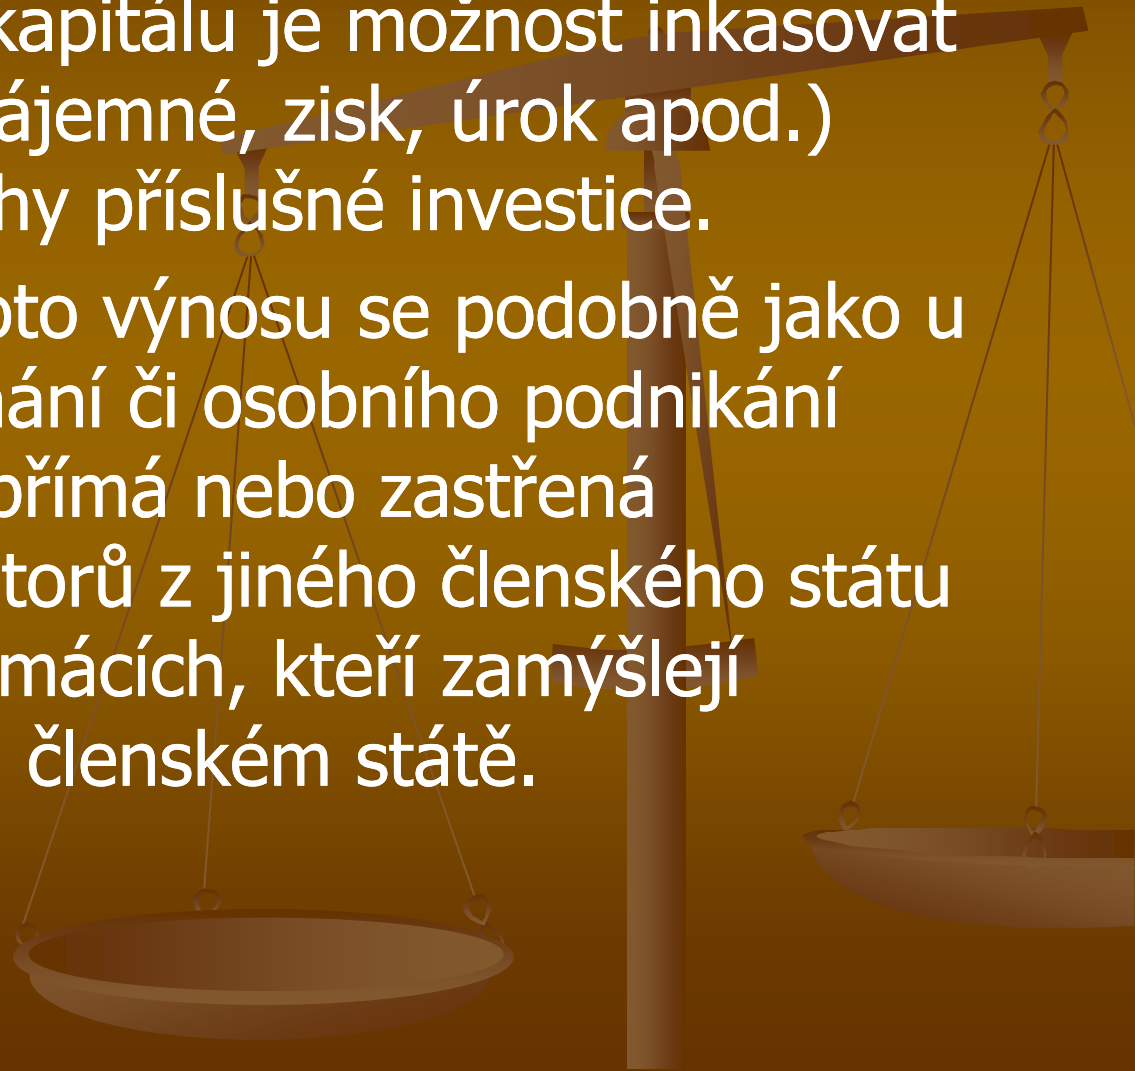 kapitálu je možnost inkasovat
ájemné, zisk, úrok apod.)
hy příslušné investice.
oto výnosu se podobně jako u
nání či osobního podnikání
přímá nebo zastřená
torů z jiného členského státu
mácích, kteří zamýšlejí
členském státě.